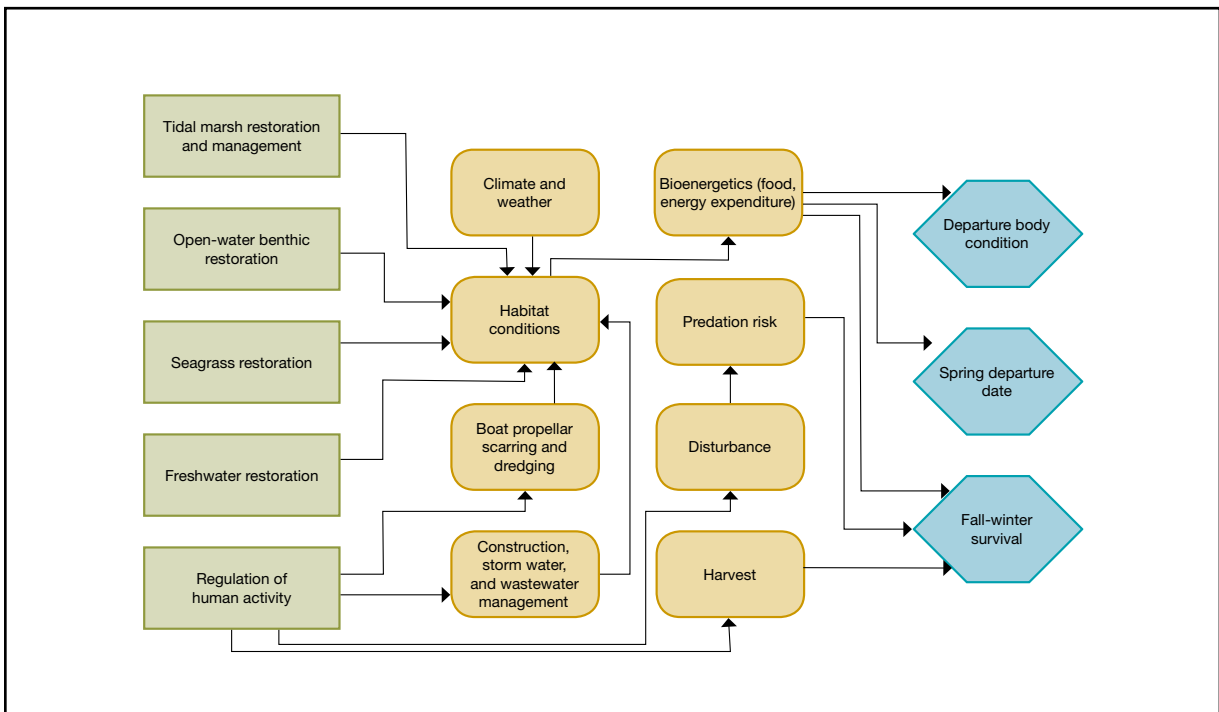 Tidal marsh restoration
and management
Open-water benthic
restoration
Seagrass restoration
Freshwater restoration
Regulation of
human activity
Climate and
weather
Habitat
conditions
Boat propellar
scarring and
dredging
Construction,
storm water,
and wastewater
management
Bioenergetics (food,
energy expenditure)
Predation risk
Disturbance
Harvest
Departure body
condition
Spring departure
date
Fall-winter
survival